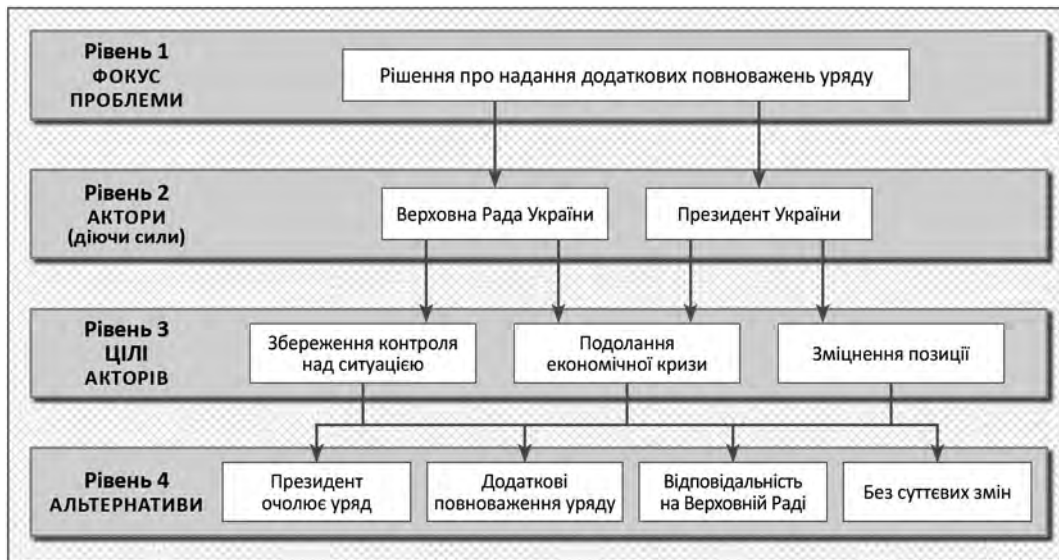 Рівень 1
ФОКУС
ПРОБЛЕМИ
Рішення про надання додаткових повноважень уряду
Рівень 2
АКТОРИ
(діючи сили)
Верховна Рада України
Президент України
Рівень 3
ЦІЛІ
АКТОРІВ
Збереження контроля
над ситуацією
Подолання
економічної кризи
Зміцнення позиції
Рівень 4
АЛЬТЕРНАТИВИ
Президент
очолює уряд
Додаткові
повноваження уряду
Відповідальність
на Верховній Раді
Без суттєвих змін